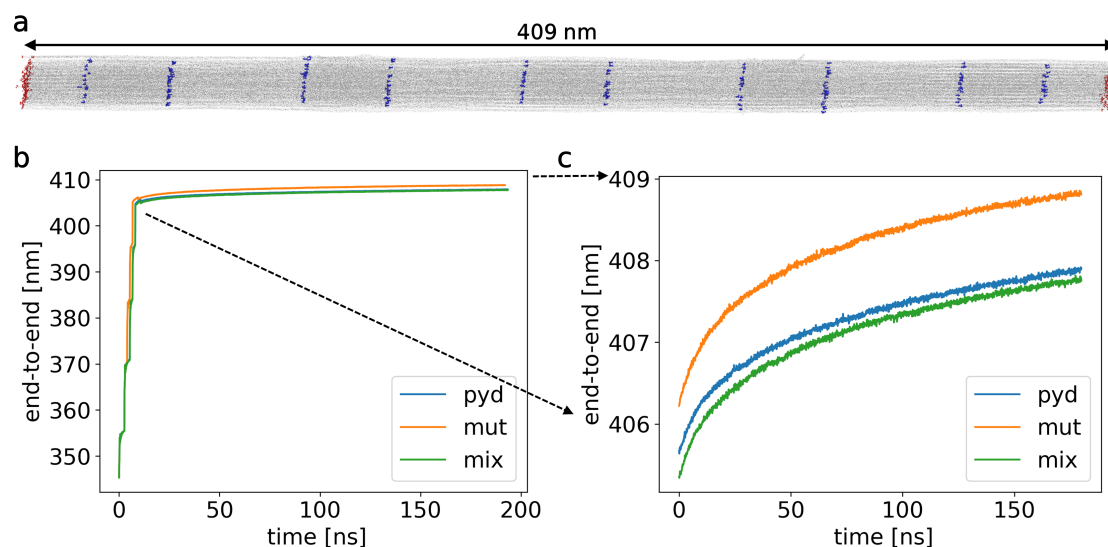 a
409 nm
b
c
410
400
390
380
370
360
350
end-to-end [nm]
pyd
mut
mix
0
50
100
150
200
time [ns]
409
408
407
406
end-to-end [nm]
pyd
mut
mix
0
50
100
150
time [ns]